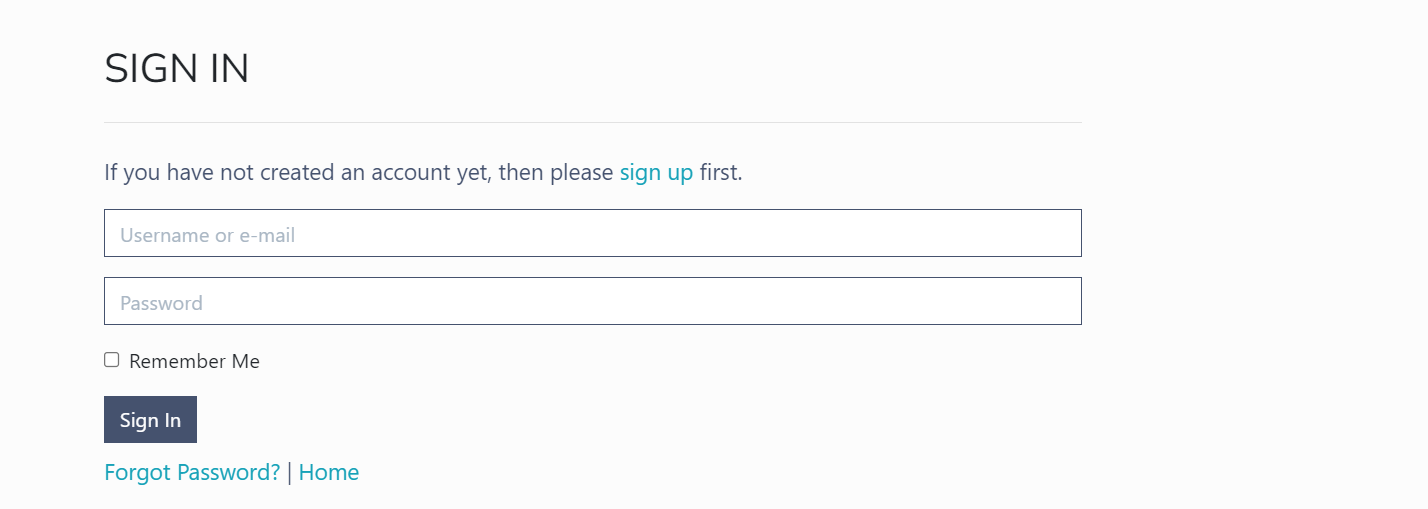 SIGN IN
If you have not created an account yet, then please sign up first.
Username or e-mail
Password
Remember Me
Sign In
Forgot Password? | Home